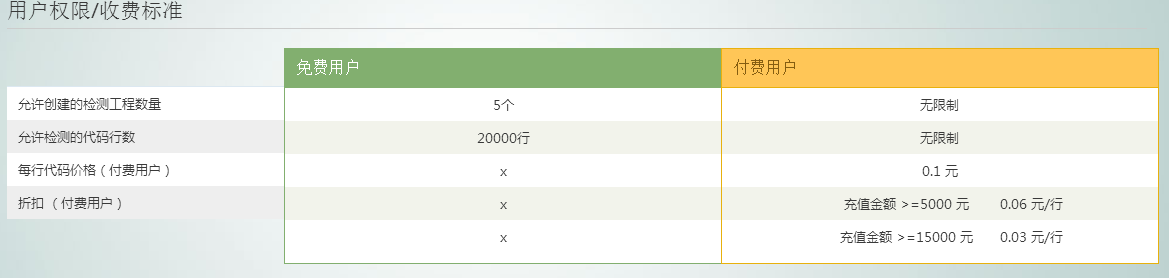 用户权限/收费标准
免费用户 付费用户
允许创建的检测工程数量 5个 无限制
允许检测的代码行数 20000行 无限制
每行代码价格（付费用户） x 0.1 元
折扣 （付费用户） x 充值金额 >=5000 元 0.06 元/行
x 充值金额 >=15000 元 0.03 元/行